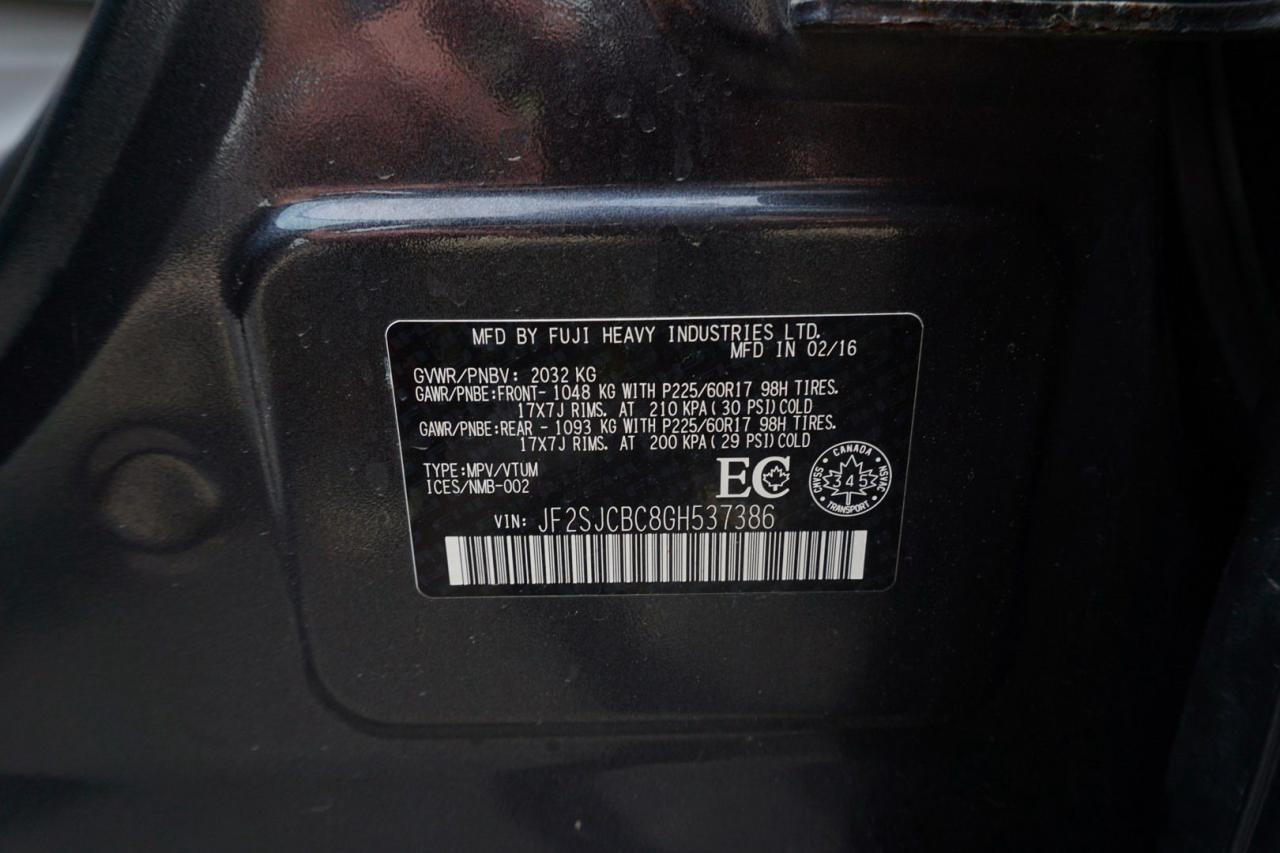 MFD BY FUJI HEAVY INDUSTRIES LTD.
MFD IN 02/16
GVWR/PNBV: 2032 KG
GAWR/PNBE:FRONT- 1048 KG WITH P225/60R17 98H TIRES.
17X7J RIMS. AT 210 KPA(30 PSI)COLD
GAWR/PNBE:REAR - 1093 KG WITH P225/60R17 98H TIRES.
17X7J RIMS. AT 200 KPA(29 PSI)COLD
TYPE:MPV/VTUM
ICES/NMB-002
EC
CANADA
CMVSS
345
NSVAC
TRANSPORT
VIN: JF2SJCBC8GH537386